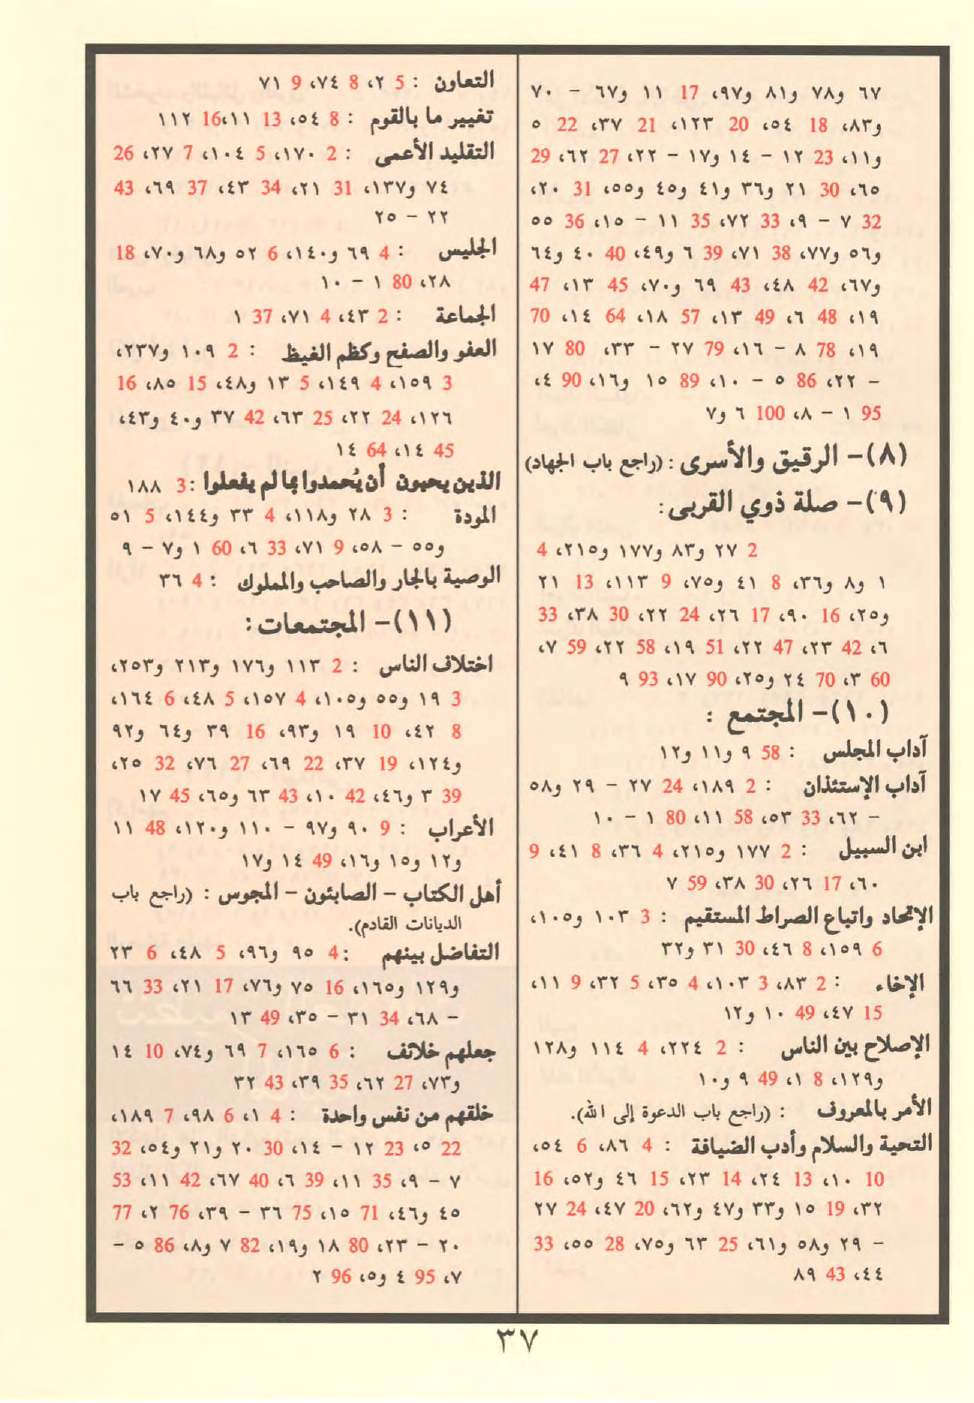 ٦٧ و٧٨ و٨١ و٩٧، 17 ١١ و٦٧ - ٧٠
و٨٣، 18 ٥٤، 20 ١٢٣، 21 ٣٧، 22 ٥
و١١، 23 ١٢ - ١٤ و١٧ - ٢٢، 27 ٦٢، 29
٦٥، 30 ٢١ و٣٦ و٤١ و٤٥ و٥٥، 31 ٢٠،
32 ٧ - ٩، 33 ٧٢، 35 ١١ - ١٥، 36 ٥٥
و٥٦ و٧٧، 38 ٧١، 39 ٦ و٤٩، 40 ٤٠ و٦٤
و٦٧، 42 ٤٨، 43 ٦٩ و٧٠، 45 ١٣، 47
١٩، 48 ٦، 49 ١٣، 57 ١٨، 64 ١٤، 70
١٩، 78 ٨ - ١٦، 79 ٢٧ - ٣٣، 80 ١٧
- ٢٢، 86 ٥ - ١٠، 89 ١٥ و١٦، 90 ٤،
95 ١ - ٨، 100 ٦ و٧
(٨)- الرقيق والأسرى : (راجع باب الجهاد)
(٩)- صلة ذوي القربى:
2 ٢٧ و٨٣ و١٧٧ و٢١٥، 4
١ و٨ و٣٦، 8 ٤١ و٧٥، 9 ١١٣، 13 ٢١
و٢٥، 16 ٩٠، 17 ٢٦، 24 ٢٢، 30 ٣٨، 33
٦، 42 ٢٣، 47 ٢٢، 51 ١٩، 58 ٢٢، 59 ٧،
60 ٣، 70 ٢٤ و٢٥، 90 ١٧، 93 ٩
(١٠)- المجتمع :
آداب المجلس : 58 ٩ و١١ و١٢
آداب الإستئذان : 2 ١٨٩، 24 ٢٧ - ٢٩ و٥٨
- ٦٢، 33 ٥٣، 58 ١١، 80 ١ - ١٠
ابن السبيل : 2 ١٧٧ و٢١٥، 4 ٣٦، 8 ٤١، 9
٦٠، 17 ٢٦، 30 ٣٨، 59 ٧
الإتحاد واتباع الصراط المستقيم : 3 ١٠٣ و١٠٥،
6 ١٥٩، 8 ٤٦، 30 ٣١ و٣٢
الإخاء : 2 ٨٣، 3 ١٠٣، 4 ٣٥، 5 ٣٢، 9 ١١،
15 ٤٧، 49 ١٠ و١٢
الإصلاح بين الناس : 2 ٢٢٤، 4 ١١٤ و١٢٨
و١٢٩، 8 ١، 49 ٩ و١٠
الأمر بالمعروف : (راجع باب الدعوة إلى الله).
التحية والسلام وأدب الضيافة : 4 ٨٦، 6 ٥٤،
10 ١٠، 13 ٢٤، 14 ٢٣، 15 ٤٦ و٥٢، 16
٣٢، 19 ١٥ و٣٣ و٤٧ و٦٢، 20 ٤٧، 24 ٢٧
- ٢٩ و٥٨ و٦١، 25 ٦٣ و٧٥، 28 ٥٥، 33
٤٤، 43 ٨٩
التعاون : 5 ٢، 8 ٧٤، 9 ٧١
تغيير ما بالقوم : 8 ٥٤، 13 ١١، 16 ١١٢
التقليد الأعمى : 2 ١٧٠، 5 ١٠٤، 7 ٢٧، 26
٧٤ و١٣٧، 31 ٢١، 34 ٤٣، 37 ٦٩، 43
٢٢ - ٢٥
الجليس : 4 ٦٩ و١٤٠، 6 ٥٢ و٦٨ و٧٠، 18
٢٨، 80 ١ - ١٠
الجماعة : 2 ٤٣، 4 ٧١، 37 ١
العفو والصفح وكظم الغيظ : 2 ١٠٩ و٢٣٧،
3 ١٥٩، 4 ١٤٩، 5 ١٣ و٤٨، 15 ٨٥، 16
١٢٦، 24 ٢٢، 25 ٦٣، 42 ٣٧ و٤٠ و٤٣،
45 ١٤، 64 ١٤
الذين يحبون أن يُحمدوا بما لم يفعلوا : 3 ١٨٨
المودة : 3 ٢٨ و١١٨، 4 ٣٣ و١٤٤، 5 ٥١
و٥٥ - ٥٨، 9 ٧١، 33 ٦، 60 ١ و٧ - ٩
الوصية بالجار والصاحب والمملوك : 4 ٣٦
(١١)- المجتمعات :
اختلاف الناس : 2 ١١٣ و١٧٦ و٢١٣ و٢٥٣،
3 ١٩ و٥٥ و١٠٥، 4 ١٥٧، 5 ٤٨، 6 ١٦٤،
8 ٤٢، 10 ١٩ و٩٣، 16 ٣٩ و٦٤ و٩٢
و١٢٤، 19 ٣٧، 22 ٦٩، 27 ٧٦، 32 ٢٥،
39 ٣ و٤٦، 42 ١٠، 43 ٦٣ و٦٥، 45 ١٧
الأعراب : 9 ٩٠ و٩٧ - ١١٠ و١٢٠، 48 ١١
و١٢ و١٥ و١٦، 49 ١٤ و١٧
أهل الكتاب - الصابئون - المجوس : (راجع باب
الديانات القادم).
التفاضل بينهم : 4 ٩٥ و٩٦، 5 ٤٨، 6 ٢٣
و١٢٩ و١٦٥، 16 ٧٥ و٧٦، 17 ٢١، 33 ٦٦
- ٦٨، 34 ٣١ - ٣٥، 49 ١٣
جعلهم خلائف : 6 ١٦٥، 7 ٦٩ و٧٤، 10 ١٤
و٧٣، 27 ٦٢، 35 ٣٩، 43 ٣٢
خلقهم من نفس واحدة : 4 ١، 6 ٩٨، 7 ١٨٩،
22 ٥، 23 ١٢ - ١٤، 30 ٢٠ و٢١ و٥٤، 32
٧ - ٩، 35 ١١، 39 ٦، 40 ٦٧، 42 ١١، 53
٤٥ و٤٦، 71 ١٥، 75 ٣٦ - ٣٩، 76 ٢، 77
٢٠ - ٢٣، 80 ١٨ و١٩، 82 ٧ و٨، 86 ٥ -
٧، 95 ٤ و٥، 96 ٢
٣٧